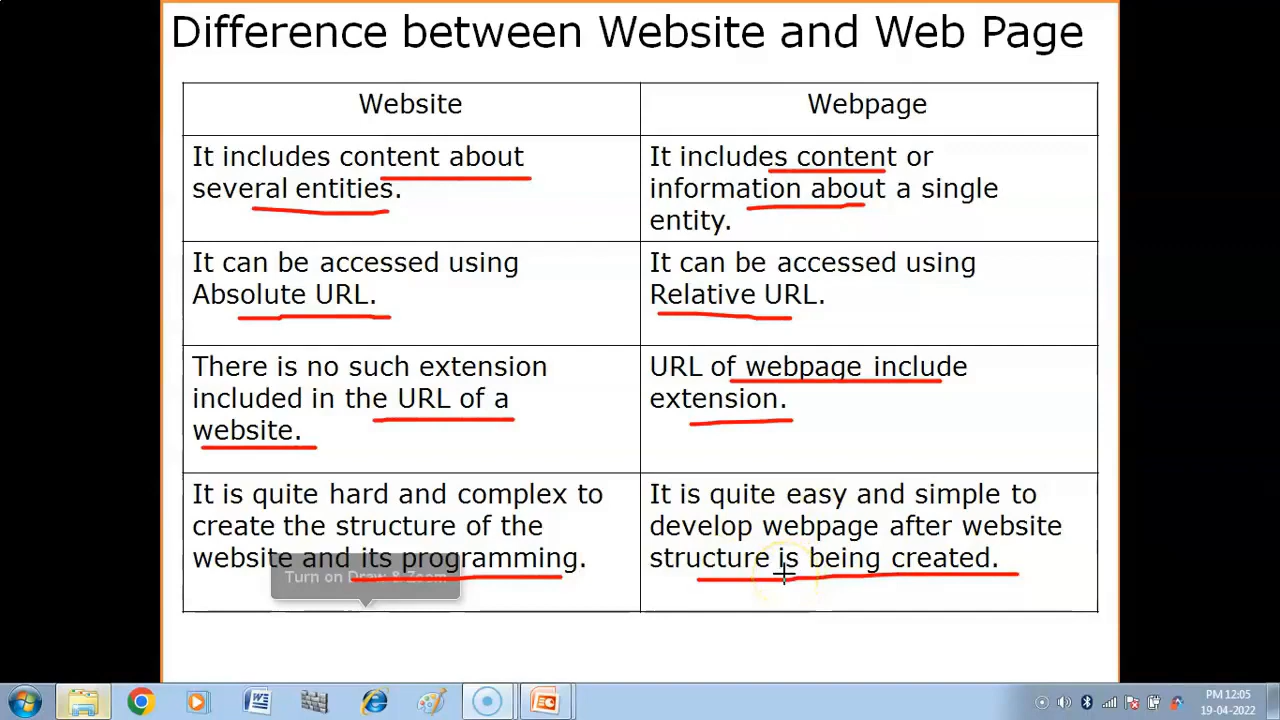 Difference between Website and Web Page
Website
Webpage
It includes content about
several entities.
It includes content or
information about a single
entity.
It can be accessed using
Absolute URL.
It can be accessed using
Relative URL.
There is no such extension
included in the URL of a
website.
URL of webpage include
extension.
It is quite hard and complex to
create the structure of the
website and its programming.
It is quite easy and simple to
develop webpage after website
structure is being created.
Turn on Draw & Zoom
PM 12:05
19-04-2022